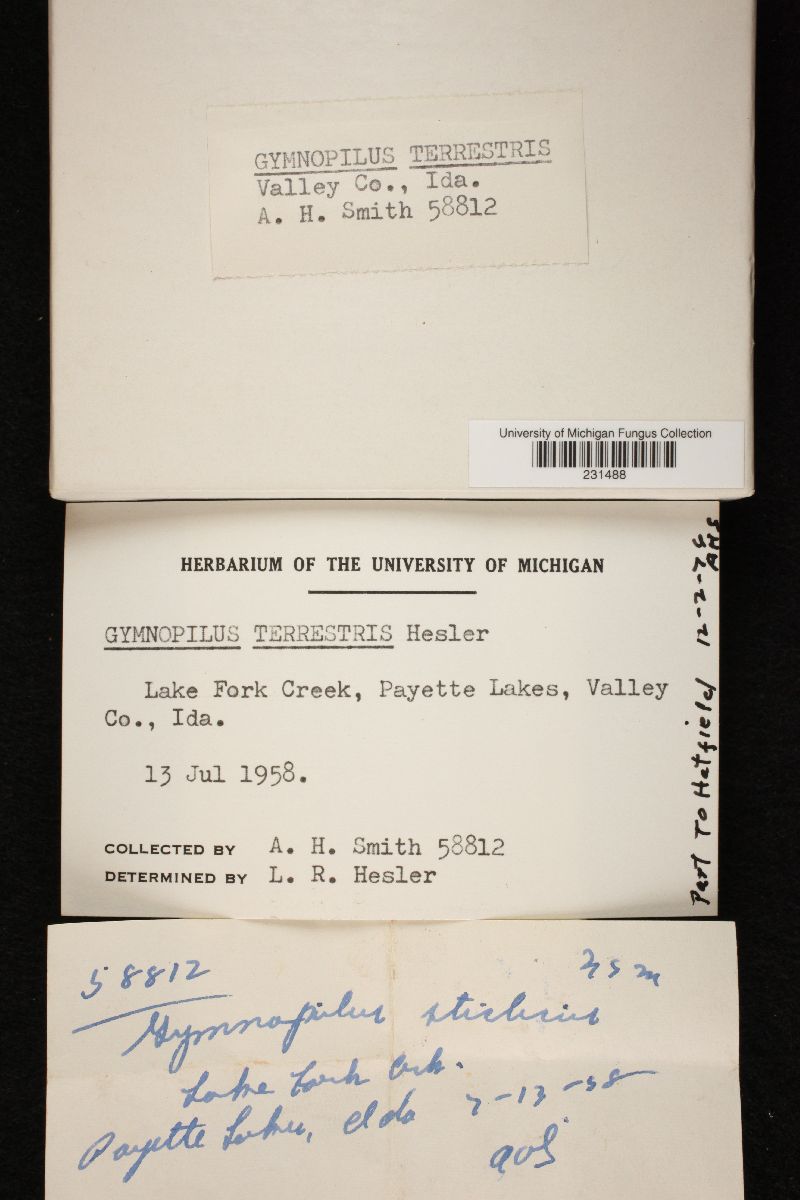 GYMNOPILUS TERRESTRIS
Valley Co., Ida.
A. H. Smith 58812
University of Michigan Fungus Collection
231488
HERBARIUM OF THE UNIVERSITY OF MICHIGAN
GYMNOPILUS TERRESTRIS Hesler
Lake Fork Creek, Payette Lakes, Valley
Co., Ida.
13 Jul 1958.
COLLECTED BY A. H. Smith 58812
DETERMINED BY L. R. Hesler
Part To Hatfield 12-2-78
AHS
58812
Gymnopilus
Lake Fork Crk.
Payette Lakes, Ida 7-13-58